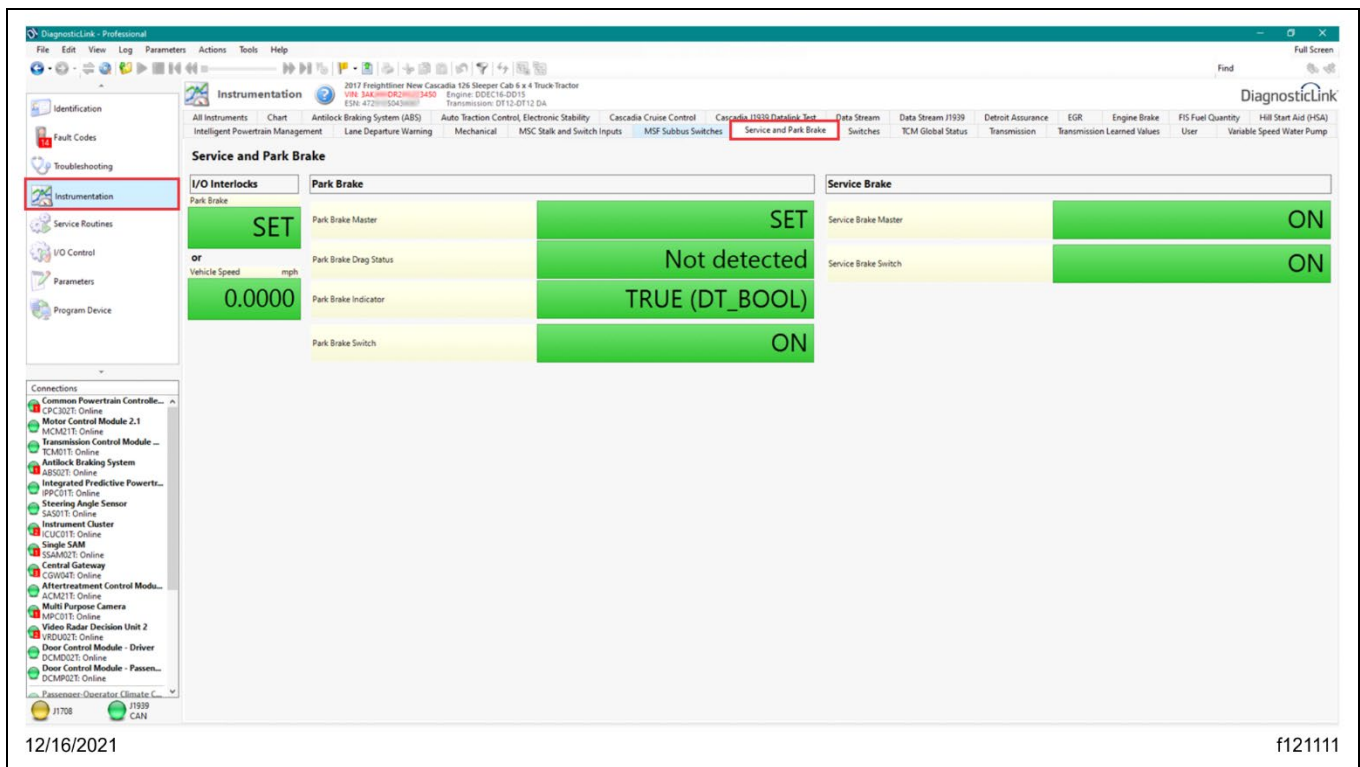 DiagnosticLink - Professional
File Edit View Log Parameters Actions Tools Help
Full Screen
Find
Identification
14
Fault Codes
Troubleshooting
Instrumentation
Service Routines
I/O Control
Parameters
Program Device
Instrumentation
2017 Freightliner New Cascadia 126 Sleeper Cab 6 x 4 Truck-Tractor
VIN: 3AK DR2 3450 Engine: DDEC16-DD15
ESN: 472 S043 Transmission: DT12-DT12 DA
DiagnosticLink
All Instruments Chart Antilock Braking System (ABS) Auto Traction Control, Electronic Stability Cascadia Cruise Control Cascadia J1939 Datalink Test Data Stream Data Stream J1939 Detroit Assurance EGR Engine Brake FIS Fuel Quantity Hill Start Aid (HSA)
Intelligent Powertrain Management Lane Departure Warning Mechanical MSC Stalk and Switch Inputs MSF Subbus Switches Service and Park Brake Switches TCM Global Status Transmission Transmission Learned Values User Variable Speed Water Pump
Service and Park Brake
I/O Interlocks
Park Brake
SET
or
Vehicle Speed mph
0.0000
Park Brake
Park Brake Master SET
Park Brake Drag Status Not detected
Park Brake Indicator TRUE (DT_BOOL)
Park Brake Switch ON
Service Brake
Service Brake Master ON
Service Brake Switch ON
Connections
Common Powertrain Controlle...
CPC302T: Online
Motor Control Module 2.1
MCM21T: Online
Transmission Control Module ...
TCM01T: Online
Antilock Braking System
ABS02T: Online
Integrated Predictive Powertr...
IPPC01T: Online
Steering Angle Sensor
SAS01T: Online
Instrument Cluster
ICUC01T: Online
Single SAM
SSAM02T: Online
Central Gateway
CGW04T: Online
Aftertreatment Control Modu...
ACM21T: Online
Multi Purpose Camera
MPC01T: Online
Video Radar Decision Unit 2
VRDU02T: Online
Door Control Module - Driver
DCMD02T: Online
Door Control Module - Passen...
DCMP02T: Online
Passenger-Operator Climate C...
J1708
J1939
CAN
12/16/2021
f121111